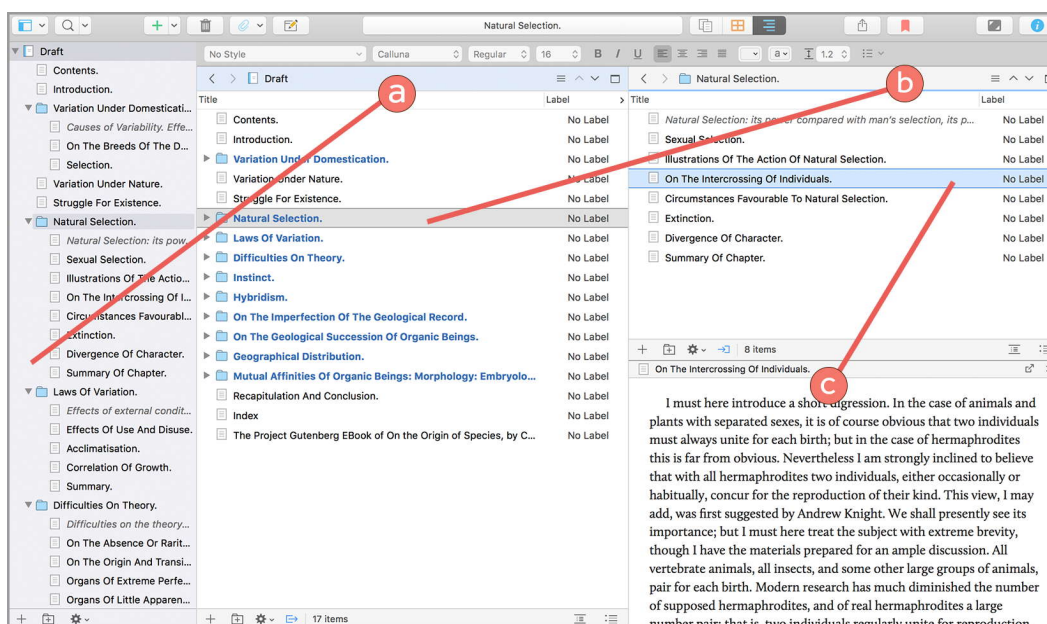 Natural Selection.
No Style
Calluna
Regular
16
B I U
a
1.2
Draft
Contents.
Introduction.
Variation Under Domesticati...
Causes of Variability. Effe...
On The Breeds Of The D...
Selection.
Variation Under Nature.
Struggle For Existence.
Natural Selection.
Natural Selection: its pow...
Sexual Selection.
Illustrations Of The Actio...
On The Intercrossing Of I...
Circumstances Favourabl...
Extinction.
Divergence Of Character.
Summary Of Chapter.
Laws Of Variation.
Effects of external condit...
Effects Of Use And Disuse.
Acclimatisation.
Correlation Of Growth.
Summary.
Difficulties On Theory.
Difficulties on the theory...
On The Absence Or Rarit...
On The Origin And Transi...
Organs Of Extreme Perfe...
Organs Of Little Apparen...
Draft
Title Label
Contents. No Label
Introduction. No Label
Variation Under Domestication. No Label
Variation Under Nature. No Label
Struggle For Existence. No Label
Natural Selection. No Label
Laws Of Variation. No Label
Difficulties On Theory. No Label
Instinct. No Label
Hybridism. No Label
On The Imperfection Of The Geological Record. No Label
On The Geological Succession Of Organic Beings. No Label
Geographical Distribution. No Label
Mutual Affinities Of Organic Beings: Morphology: Embryolo... No Label
Recapitulation And Conclusion. No Label
Index No Label
The Project Gutenberg EBook of On the Origin of Species, by C... No Label
17 items
a
b
c
Natural Selection.
Title Label
Natural Selection: its power compared with man's selection, its p... No Label
Sexual Selection. No Label
Illustrations Of The Action Of Natural Selection. No Label
On The Intercrossing Of Individuals. No Label
Circumstances Favourable To Natural Selection. No Label
Extinction. No Label
Divergence Of Character. No Label
Summary Of Chapter. No Label
8 items
On The Intercrossing Of Individuals.
I must here introduce a short digression. In the case of animals and
plants with separated sexes, it is of course obvious that two individuals
must always unite for each birth; but in the case of hermaphrodites
this is far from obvious. Nevertheless I am strongly inclined to believe
that with all hermaphrodites two individuals, either occasionally or
habitually, concur for the reproduction of their kind. This view, I may
add, was first suggested by Andrew Knight. We shall presently see its
importance; but I must here treat the subject with extreme brevity,
though I have the materials prepared for an ample discussion. All
vertebrate animals, all insects, and some other large groups of animals,
pair for each birth. Modern research has much diminished the number
of supposed hermaphrodites, and of real hermaphrodites a large
number pair; that is, two individuals regularly unite for reproduction,